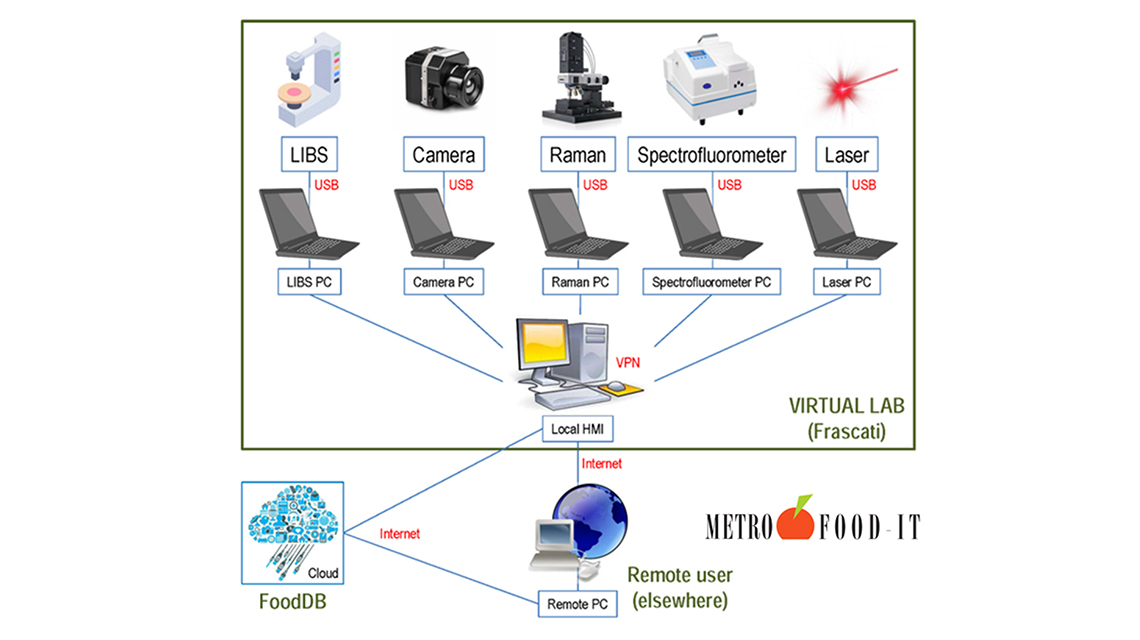 LIBS
Camera
Raman
Spectrofluorometer
Laser
USB
USB
USB
USB
USB
LIBS PC
Camera PC
Raman PC
Spectrofluorometer PC
Laser PC
VPN
VIRTUAL LAB
(Frascati)
Local HMI
Internet
Internet
METRO FOOD-IT
Cloud
FoodDB
Remote user
(elsewhere)
Remote PC